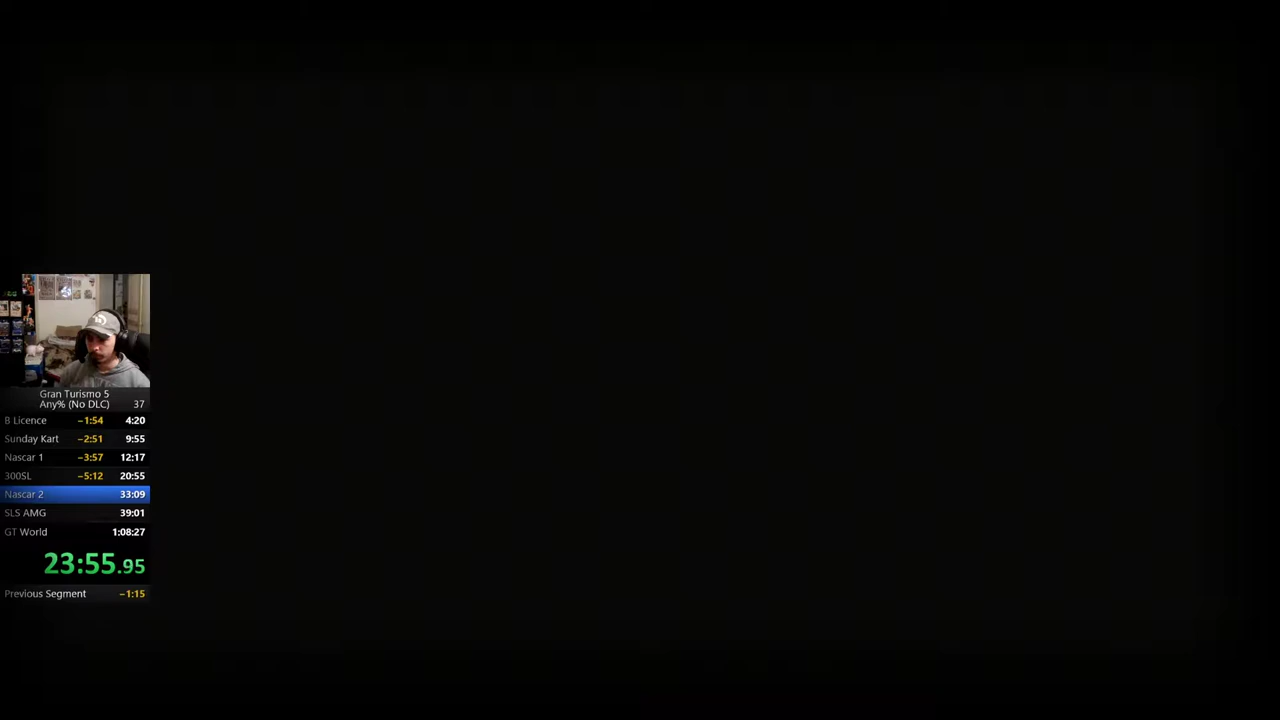 Gran Turismo 5
Any% (No DLC) 37
B Licence −1:54 4:20
Sunday Kart −2:51 9:55
Nascar 1 −3:57 12:17
300SL −5:12 20:55
Nascar 2 33:09
SLS AMG 39:01
GT World 1:08:27
23:55.95
Previous Segment −1:15